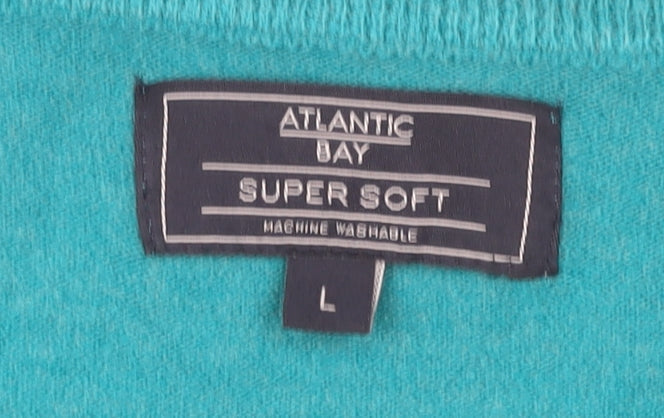 ATLANTIC
BAY
SUPER SOFT
MACHINE WASHABLE
L